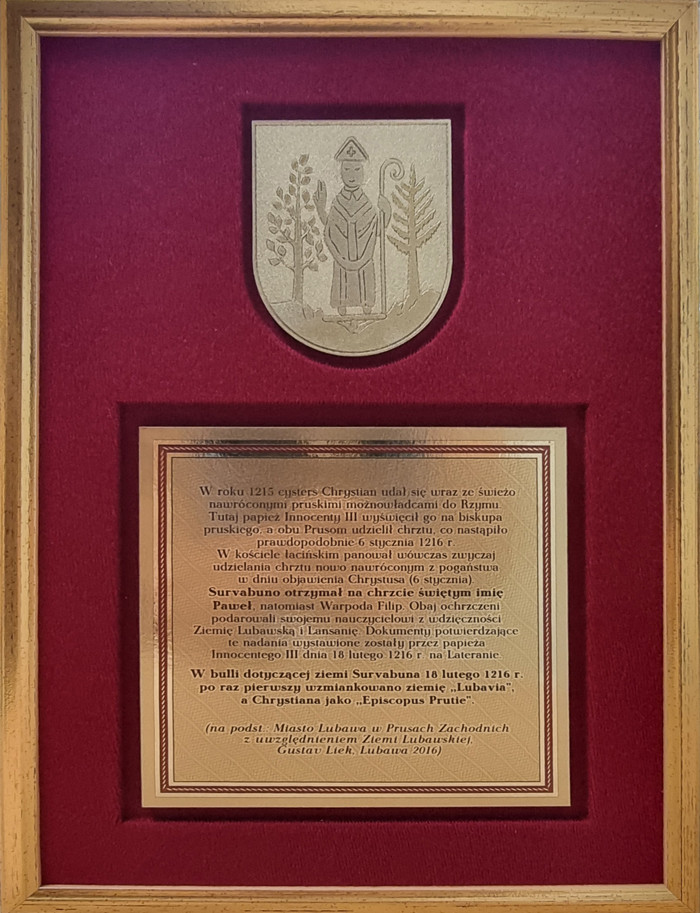 W roku 1215 cysters Chrystian udał się wraz ze świeżo
nawróconymi pruskimi możnowładcami do Rzymu.
Tutaj papież Innocenty III wyświęcił go na biskupa
pruskiego, a obu Prusom udzielił chrztu, co nastąpiło
prawdopodobnie 6 stycznia 1216 r.
W kościele łacińskim panował wówczas zwyczaj
udzielania chrztu nowo nawróconym z pogaństwa
w dniu objawienia Chrystusa (6 stycznia).
Survabuno otrzymał na chrzcie świętym imię
Paweł, natomiast Warpoda Filip. Obaj ochrzczeni
podarowali swojemu nauczycielowi z wdzięczności
Ziemię Lubawską i Lansanię. Dokumenty potwierdzające
te nadania wystawione zostały przez papieża
Innocentego III dnia 18 lutego 1216 r. na Lateranie.
W bulli dotyczącej ziemi Survabuna 18 lutego 1216 r.
po raz pierwszy wzmiankowano ziemię „Lubavia”,
a Chrystiana jako „Episcopus Prutie”.
(na podst.: Miasto Lubawa w Prusach Zachodnich
z uwzględnieniem Ziemi Lubawskiej,
Gustav Liek, Lubawa 2016)